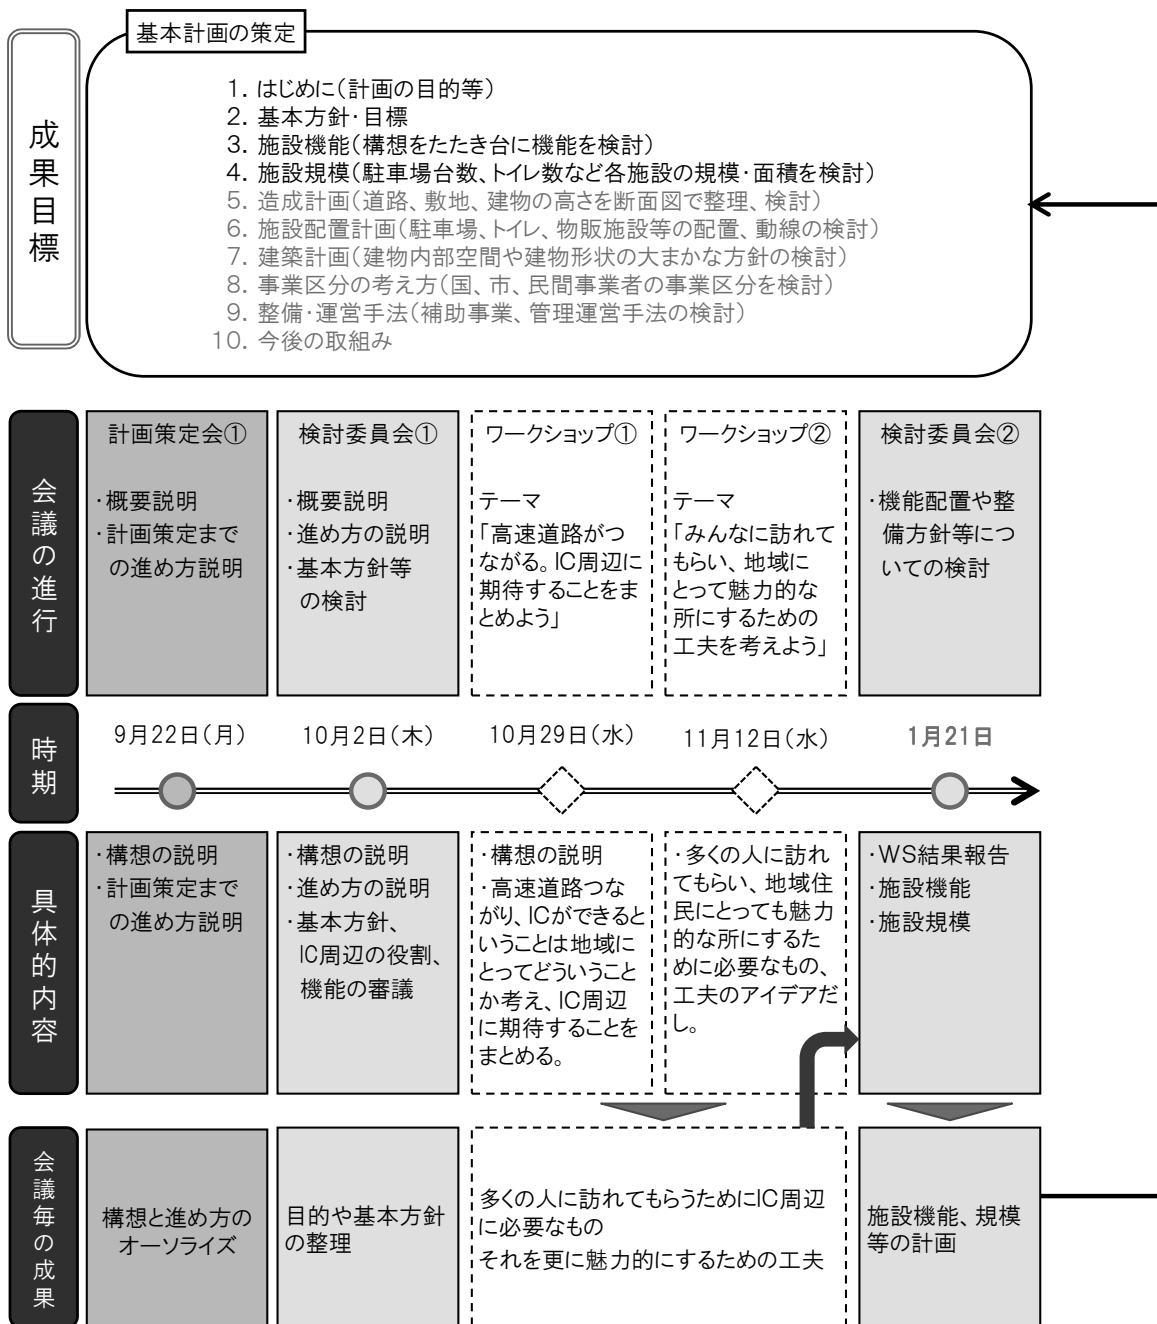 成果目標
基本計画の策定
1. はじめに(計画の目的等)
2. 基本方針・目標
3. 施設機能(構想をたたき台に機能を検討)
4. 施設規模(駐車場台数、トイレ数など各施設の規模・面積を検討)
5. 造成計画(道路、敷地、建物の高さを断面図で整理、検討)
6. 施設配置計画(駐車場、トイレ、物販施設等の配置、動線の検討)
7. 建築計画(建物内部空間や建物形状の大まかな方針の検討)
8. 事業区分の考え方(国、市、民間事業者の事業区分を検討)
9. 整備・運営手法(補助事業、管理運営手法の検討)
10. 今後の取組み
会議の進行
計画策定会①
・概要説明
・計画策定まで
の進め方説明
検討委員会①
・概要説明
・進め方の説明
・基本方針等
の検討
ワークショップ①
テーマ
「高速道路がつ
ながる。IC周辺に
期待することをま
とめよう」
ワークショップ②
テーマ
「みんなに訪れて
もらい、地域に
とって魅力的な
所にするための
工夫を考えよう」
検討委員会②
・機能配置や整
備方針等につ
いての検討
時期
9月22日(月)
10月2日(木)
10月29日(水)
11月12日(水)
1月21日
具体的内容
・構想の説明
・計画策定まで
の進め方説明
・構想の説明
・進め方の説明
・基本方針、
IC周辺の役割、
機能の審議
・構想の説明
・高速道路つな
がり、ICができると
いうことは地域に
とってどういうこと
か考え、IC周辺
に期待することを
まとめる。
・多くの人に訪れ
てもらい、地域住
民にとっても魅力
的な所にするた
めに必要なもの、
工夫のアイデアだ
し。
・WS結果報告
・施設機能
・施設規模
会議毎の成果
構想と進め方の
オーソライズ
目的や基本方針
の整理
多くの人に訪れてもらうためにIC周辺
に必要なもの
それを更に魅力的にするための工夫
施設機能、規模
等の計画